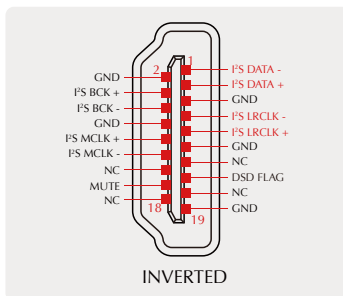 2
1
GND
I²S BCK +
I²S BCK -
GND
I²S MCLK +
I²S MCLK -
NC
MUTE
NC
18
I²S DATA -
I²S DATA +
GND
I²S LRCLK -
I²S LRCLK +
GND
NC
DSD FLAG
NC
GND
19
INVERTED